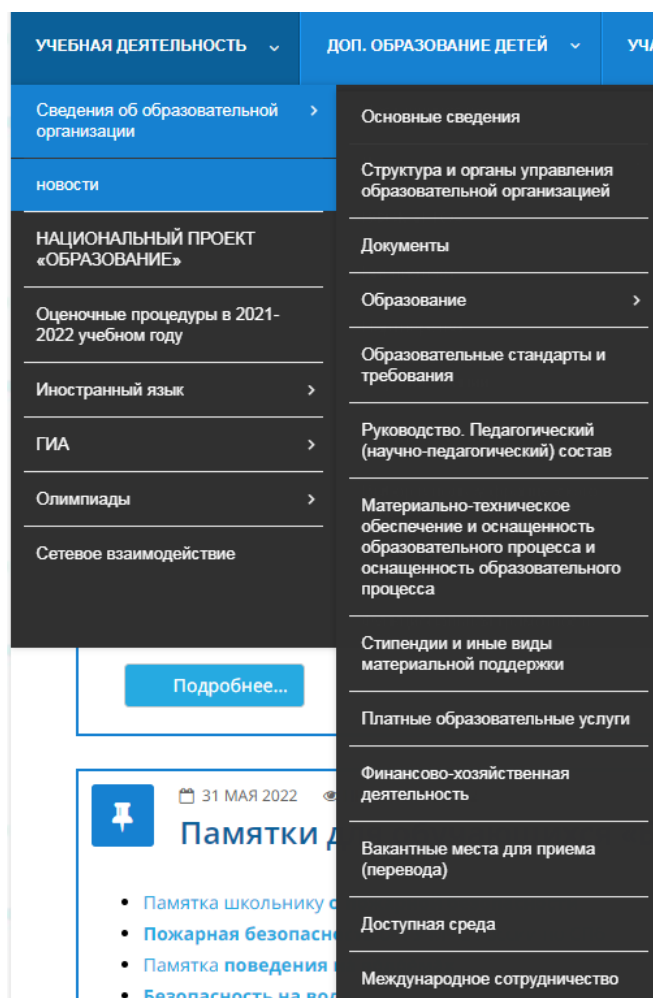 УЧЕБНАЯ ДЕЯТЕЛЬНОСТЬ
ДОП. ОБРАЗОВАНИЕ ДЕТЕЙ
Сведения об образовательной
организации
новости
НАЦИОНАЛЬНЫЙ ПРОЕКТ
«ОБРАЗОВАНИЕ»
Оценочные процедуры в 2021-
2022 учебном году
Иностранный язык
ГИА
Олимпиады
Сетевое взаимодействие
Основные сведения
Структура и органы управления
образовательной организацией
Документы
Образование
Образовательные стандарты и
требования
Руководство. Педагогический
(научно-педагогический) состав
Материально-техническое
обеспечение и оснащенность
образовательного процесса и
оснащенность образовательного
процесса
Стипендии и иные виды
материальной поддержки
Платные образовательные услуги
Финансово-хозяйственная
деятельность
Вакантные места для приема
(перевода)
Доступная среда
Международное сотрудничество
Подробнее...
31 МАЯ 2022
Памятки
Памятка школьнику
Пожарная
Памятка поведения
Безопасность на